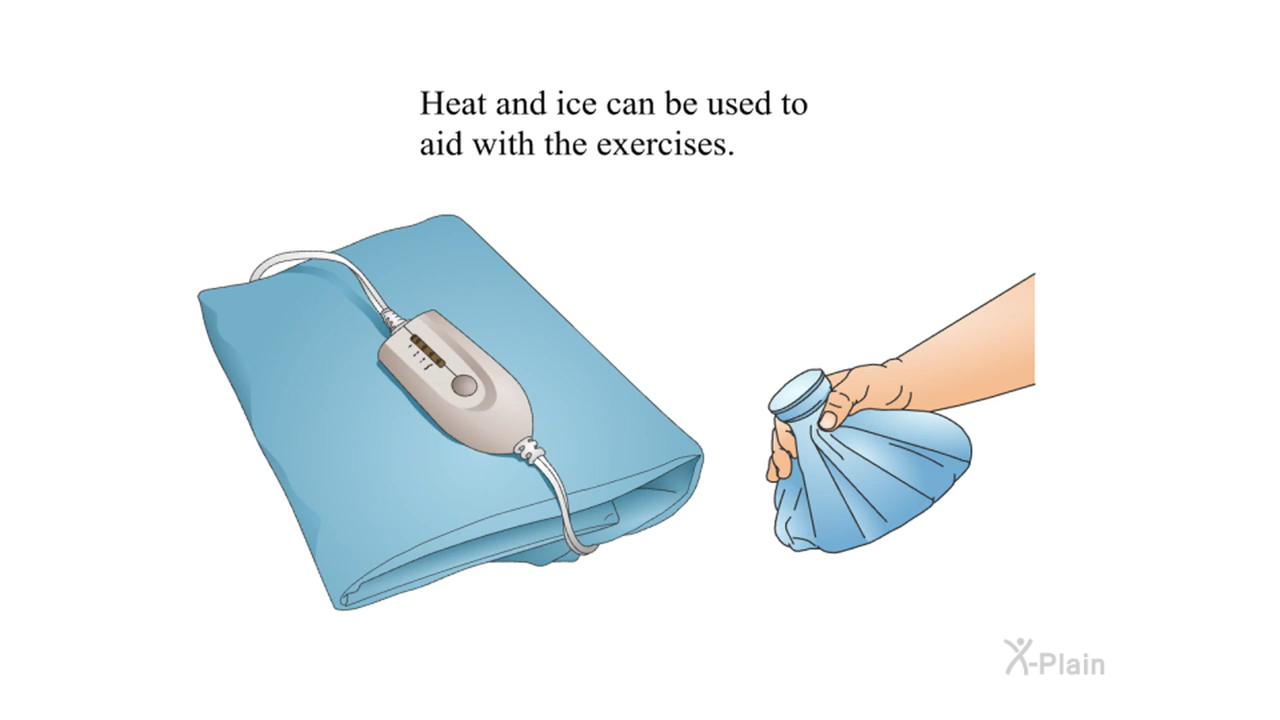 Heat and ice can be used to
aid with the exercises.
X-Plain